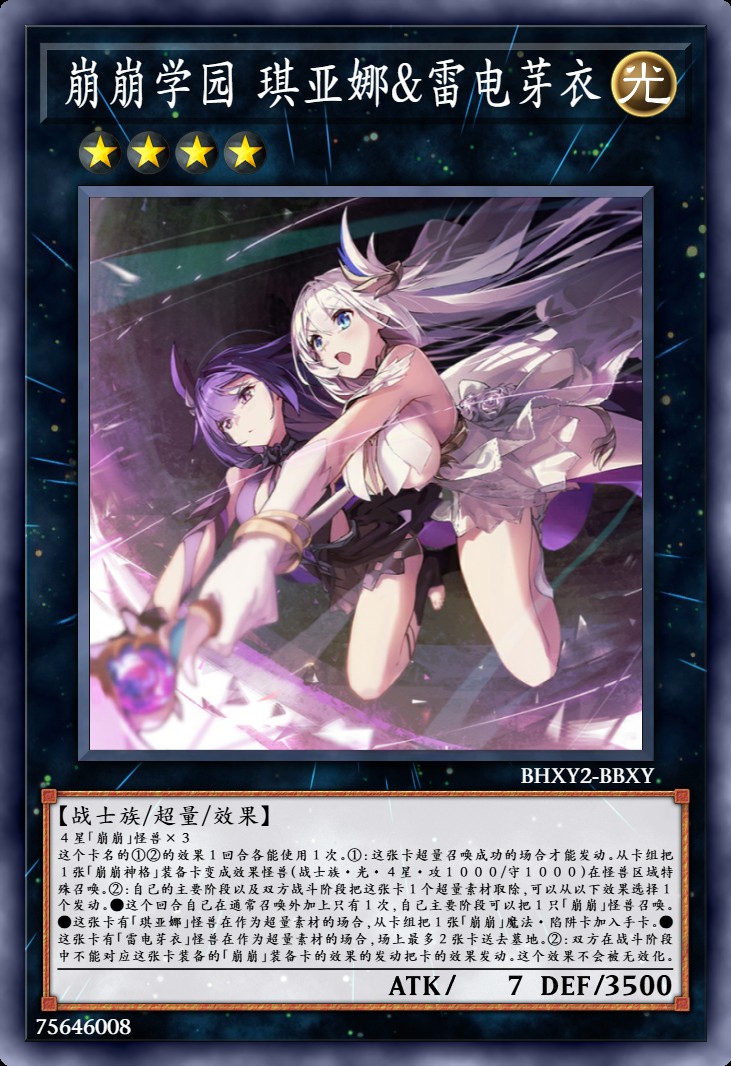 崩崩学园 琪亚娜&雷电芽衣 光
BHXY2-BBXY
【战士族/超量/效果】
4星「崩崩」怪兽×3
这个卡名的①②的效果1回合各能使用1次。①:这张卡超量召唤成功的场合才能发动。从卡组把
1张「崩崩神格」装备卡变成效果怪兽(战士族·光·4星·攻1000/守1000)在怪兽区域特
殊召唤。②:自己的主要阶段以及双方战斗阶段把这张卡1个超量素材取除,可以从以下效果选择1
个发动。●这个回合自己在通常召唤外加上只有1次,自己主要阶段可以把1只「崩崩」怪兽召唤。
●这张卡有「琪亚娜」怪兽在作为超量素材的场合,从卡组把1张「崩崩」魔法·陷阱卡加入手卡。●
这张卡有「雷电芽衣」怪兽在作为超量素材的场合,场上最多2张卡送去墓地。②:双方在战斗阶段
中不能对应这张卡装备的「崩崩」装备卡的效果的发动把卡的效果发动。这个效果不会被无效化。
ATK/ 7 DEF/3500
75646008